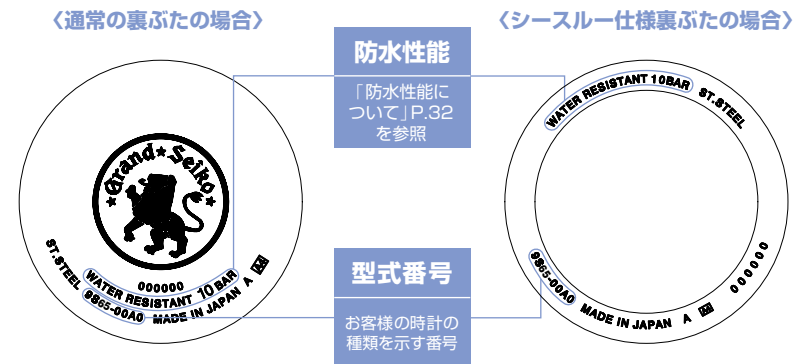 〈通常の裏ぶたの場合〉
〈シースルー仕様裏ぶたの場合〉
防水性能
「防水性能に
ついて」P.32
を参照
型式番号
お客様の時計の
種類を示す番号
Grand Seiko
000000
ST.STEEL WATER RESISTANT 10 BAR
9S65-00A0 MADE IN JAPAN A
WATER RESISTANT 10BAR ST.STEEL
9S65-00A0 MADE IN JAPAN A
000000